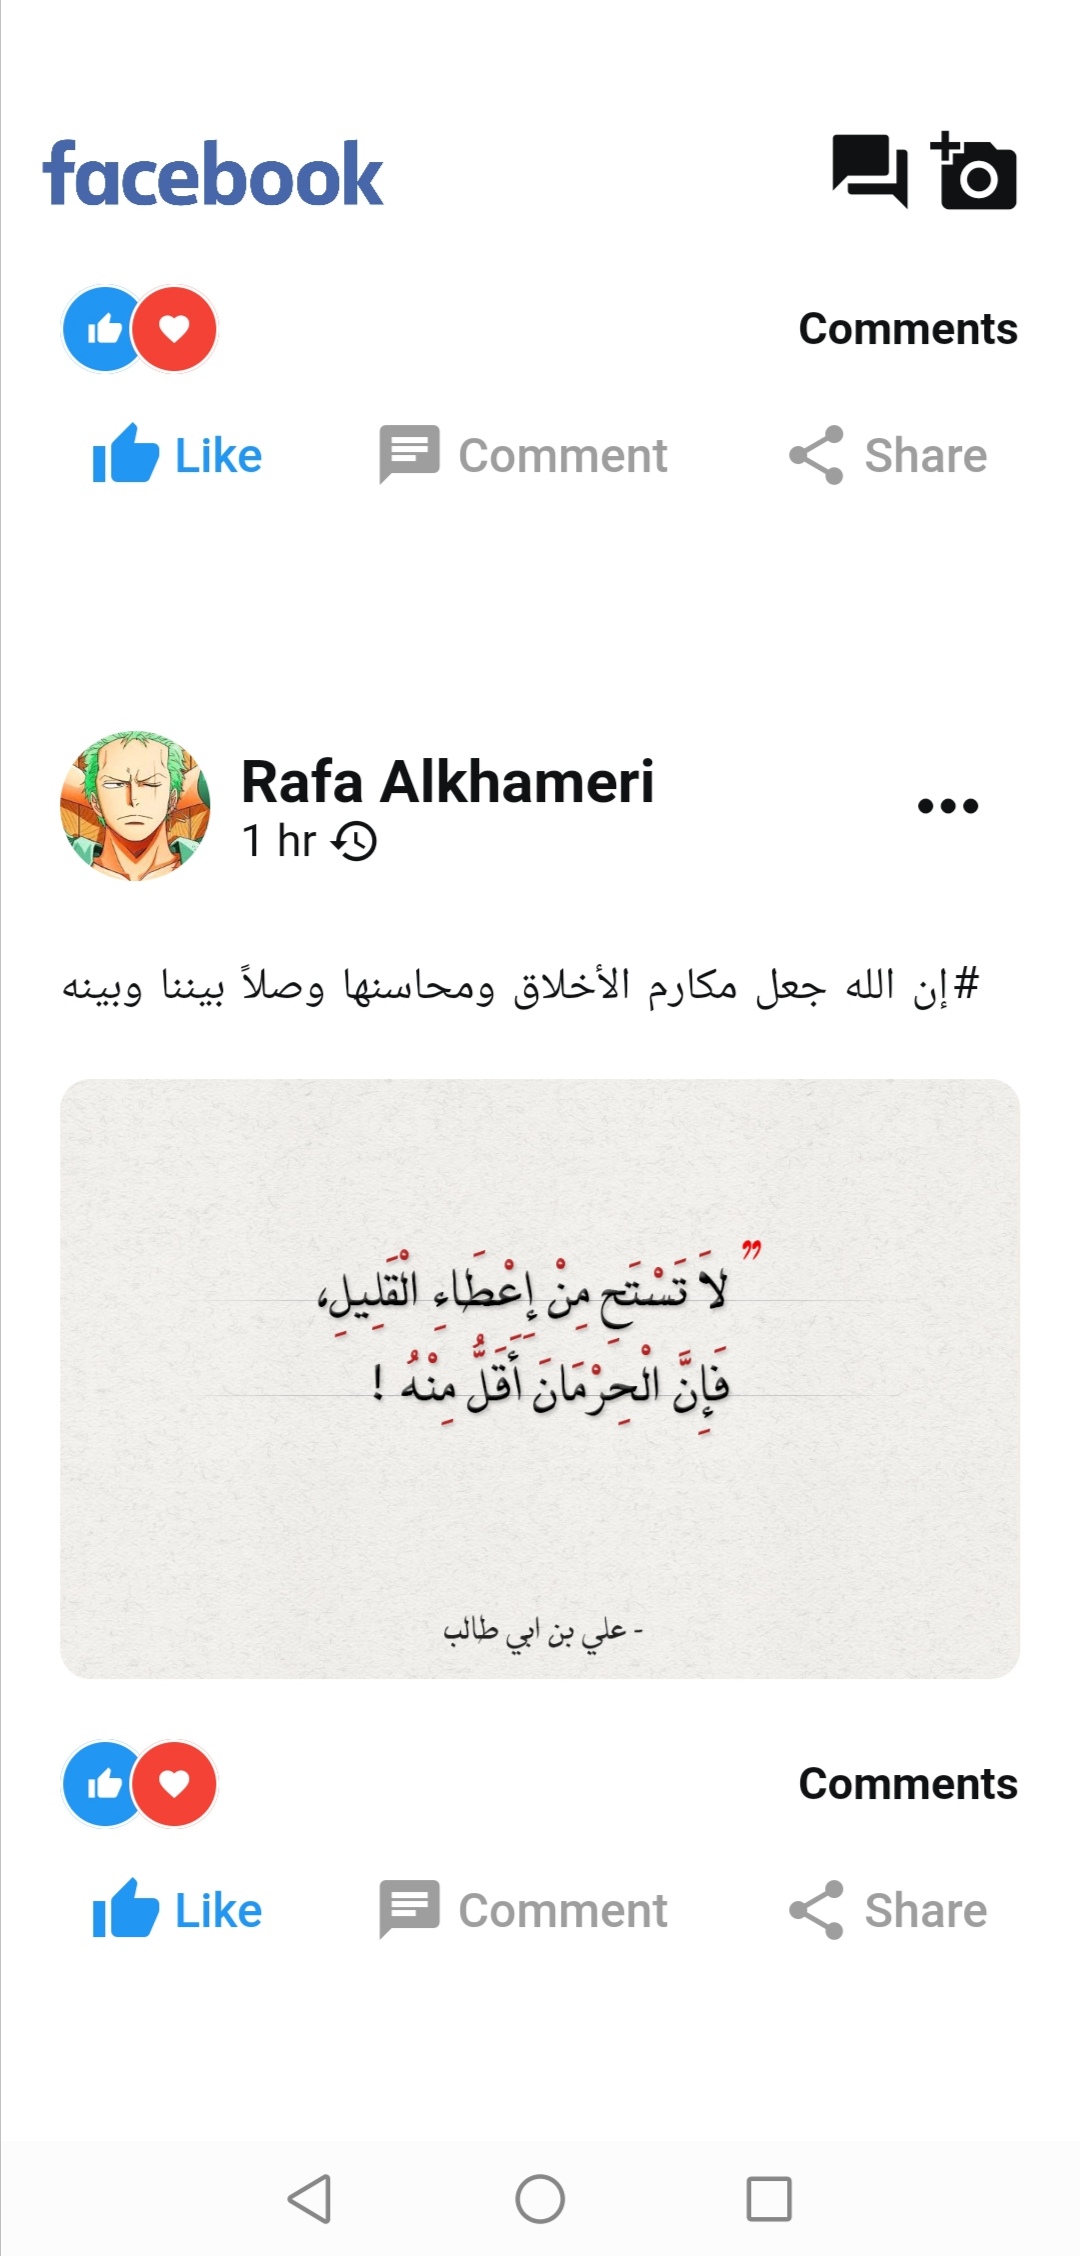 facebook
Comments
Like Comment Share
Rafa Alkhameri
1 hr
#إن الله جعل مكارم الأخلاق ومحاسنها وصلاً بيننا وبينه
” لاَ تَسْتَحِ مِنْ إِعْطَاءِ الْقَلِيلِ،
فَإِنَّ الْحِرْمَانَ أَقَلُّ مِنْهُ !
- علي بن ابي طالب
Comments
Like Comment Share